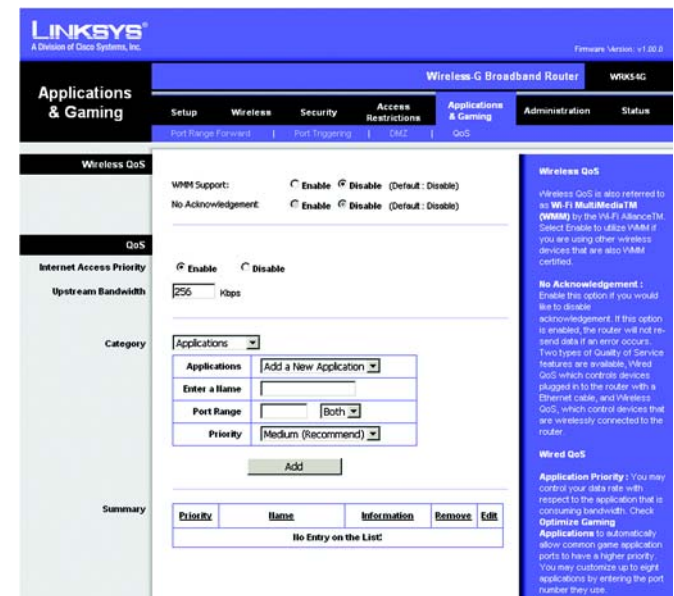 LINKSYS®
A Division of Cisco Systems, Inc.
Firmware Version: v1.00.0
Wireless-G Broadband Router WRK54G
Applications
& Gaming
Setup Wireless Security Access Restrictions Applications & Gaming Administration Status
Port Range Forward | Port Triggering | DMZ | QoS
Wireless QoS
WMM Support: Enable Disable (Default : Disable)
No Acknowledgement: Enable Disable (Default : Disable)
QoS
Internet Access Priority Enable Disable
Upstream Bandwidth 256 Kbps
Category Applications
Applications Add a New Application
Enter a Name
Port Range Both
Priority Medium (Recommend)
Add
Summary
Priority Name Information Remove Edit
No Entry on the List!
Wireless QoS
Wireless QoS
is also referred to
as Wi-Fi MultiMediaTM
(WMM) by the Wi-Fi AllianceTM.
Select Enable to utilize WMM if
you are using other wireless
devices that are also WMM
certified.
No Acknowledgement :
Enable this option if you would
like to disable
acknowledgement. If this option
is enabled, the router will not re-
send data if an error occurs.
Two types of Quality of Service
features are available, Wired
QoS which controls devices
plugged in to the router with a
Ethernet cable, and Wireless
QoS, which control devices that
are wirelessly connected to the
router.
Wired QoS
Application Priority : You may
control your data rate with
respect to the application that is
consuming bandwidth. Check
Optimize Gaming
Applications to automatically
allow common game application
ports to have a higher priority.
You may customize up to eight
applications by entering the port
number they use.